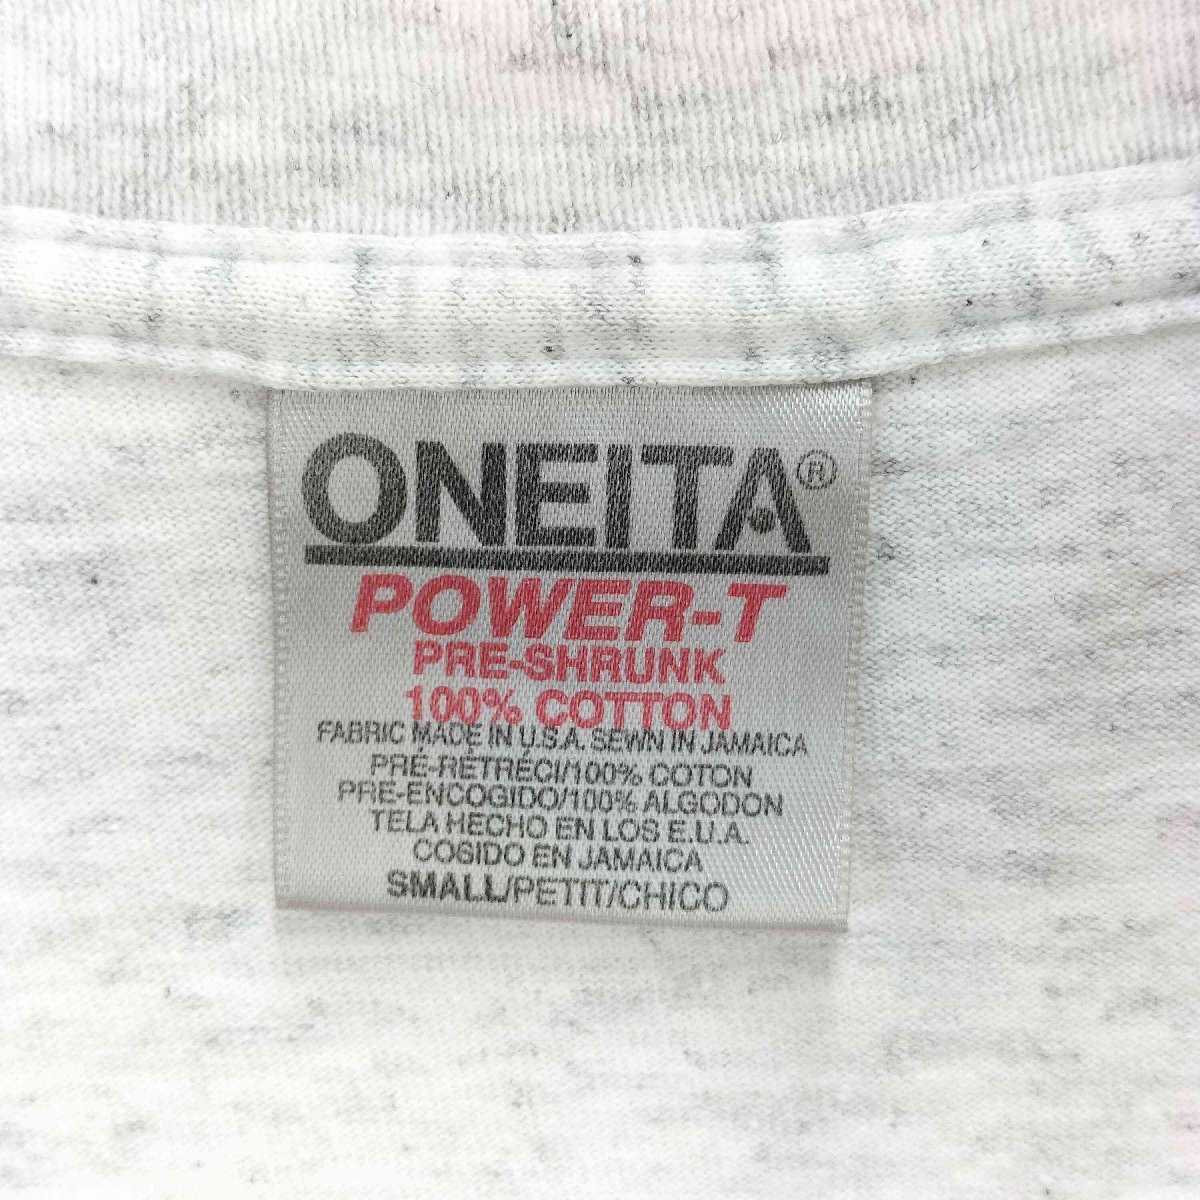 ONEITA®
POWER-T
PRE-SHRUNK
100% COTTON
FABRIC MADE IN U.S.A. SEWN IN JAMAICA
PRÉ-RÉTRÉCI/100% COTON
PRE-ENCOGIDO/100% ALGODON
TELA HECHO EN LOS E.U.A.
COSIDO EN JAMAICA
SMALL/PETIT/CHICO